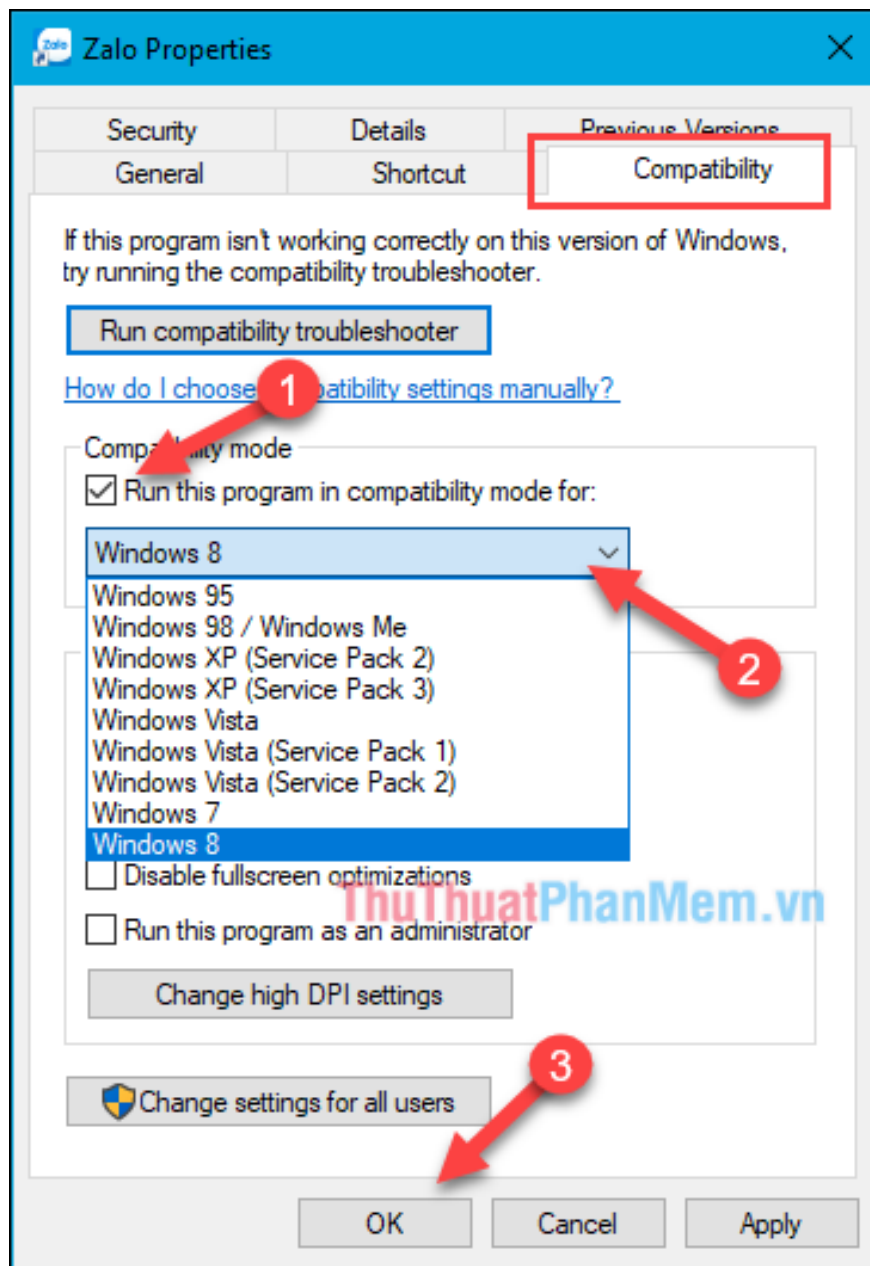 Zalo
Zalo Properties
Security Details Previous Versions
General Shortcut Compatibility
If this program isn't working correctly on this version of Windows,
try running the compatibility troubleshooter.
Run compatibility troubleshooter
How do I choose patibility settings manually?
1
Compatibility mode
Run this program in compatibility mode for:
Windows 8
Windows 95
Windows 98 / Windows Me
Windows XP (Service Pack 2)
Windows XP (Service Pack 3)
2
Windows Vista
Windows Vista (Service Pack 1)
Windows Vista (Service Pack 2)
Windows 7
Windows 8
Disable fullscreen optimizations
ThuThuatPhanMem.vn
Run this program as an administrator
Change high DPI settings
3
Change settings for all users
OK Cancel Apply